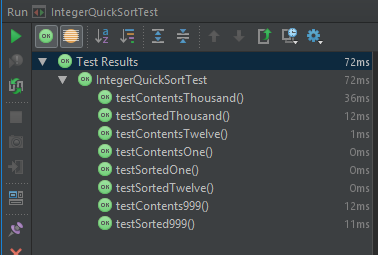 Run IntegerQuickSortTest
OK
OK Test Results 72ms
OK IntegerQuickSortTest 72ms
OK testContentsThousand() 36ms
OK testSortedThousand() 12ms
OK testContentsTwelve() 1ms
OK testContentsOne() 0ms
OK testSortedOne() 0ms
OK testSortedTwelve() 0ms
OK testContents999() 12ms
OK testSorted999() 11ms